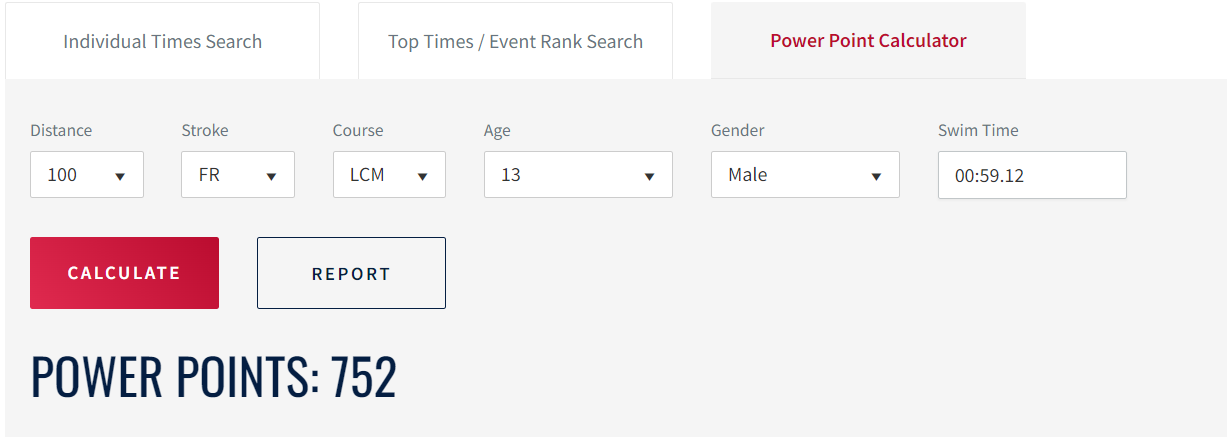 Individual Times Search Top Times / Event Rank Search Power Point Calculator
Distance Stroke Course Age Gender Swim Time
100 FR LCM 13 Male 00:59.12
CALCULATE REPORT
POWER POINTS: 752